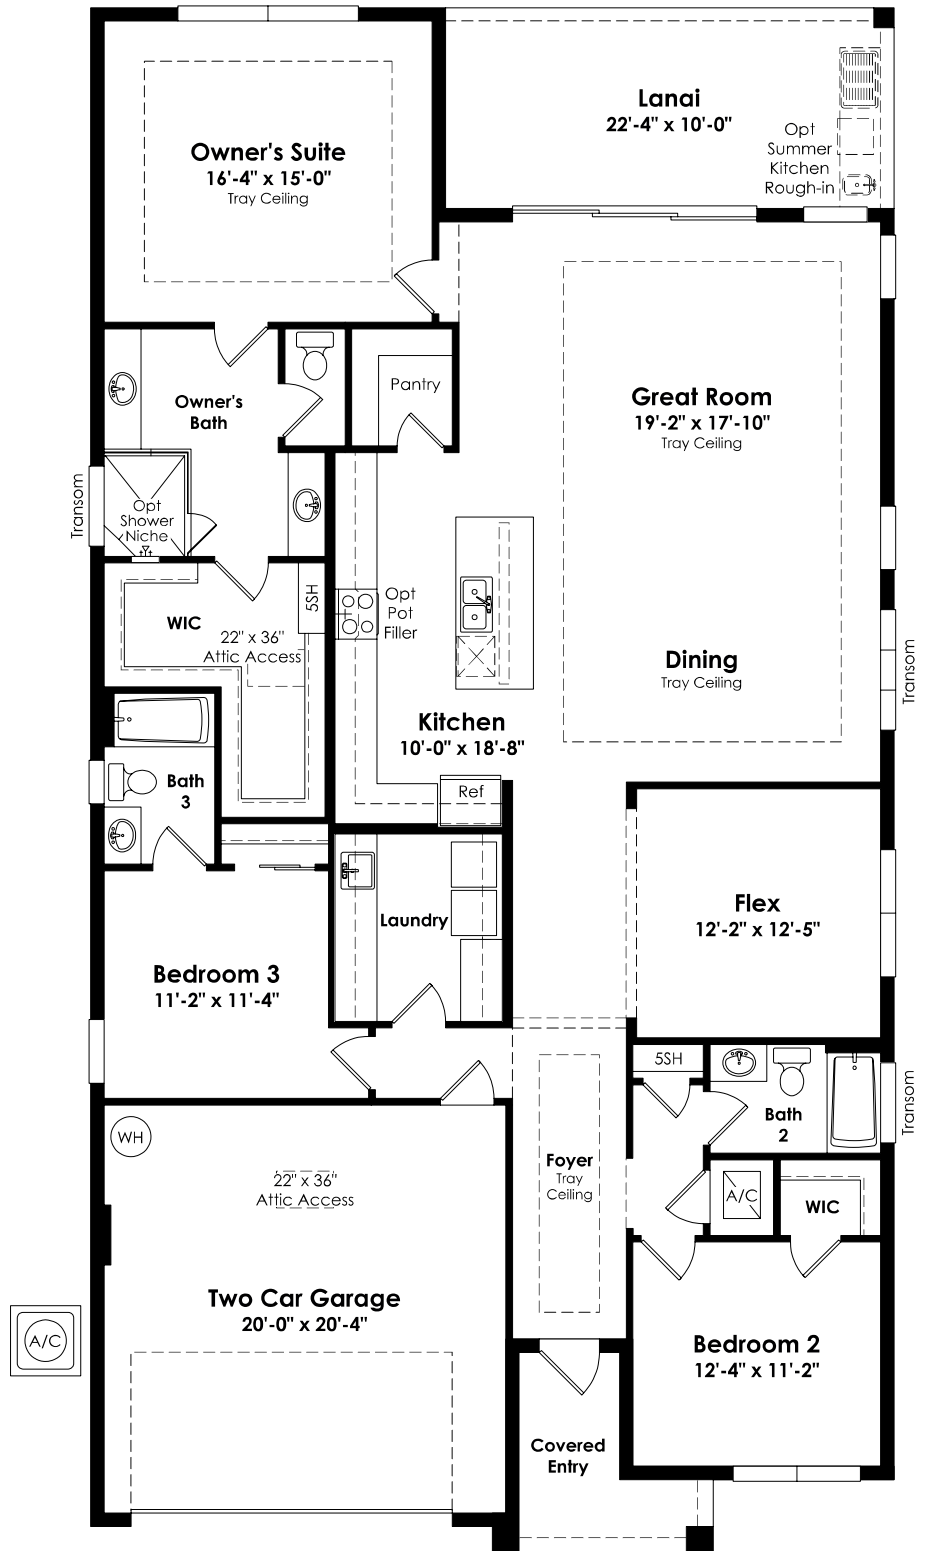 Lanai
22'-4" x 10'-0"
Opt
Summer
Kitchen
Rough-in
Owner's Suite
16'-4" x 15'-0"
Tray Ceiling
Pantry
Owner's
Bath
Great Room
19'-2" x 17'-10"
Tray Ceiling
Transom
Opt
Shower
Niche
WIC
5SH
22" x 36"
Attic Access
Opt
Pot
Filler
Dining
Tray Ceiling
Transom
Kitchen
10'-0" x 18'-8"
Ref
Bath
3
Flex
12'-2" x 12'-5"
Laundry
Bedroom 3
11'-2" x 11'-4"
5SH
Bath
2
Transom
WH
22" x 36"
Attic Access
Foyer
Tray
Ceiling
A/C
WIC
Two Car Garage
20'-0" x 20'-4"
A/C
Bedroom 2
12'-4" x 11'-2"
Covered
Entry